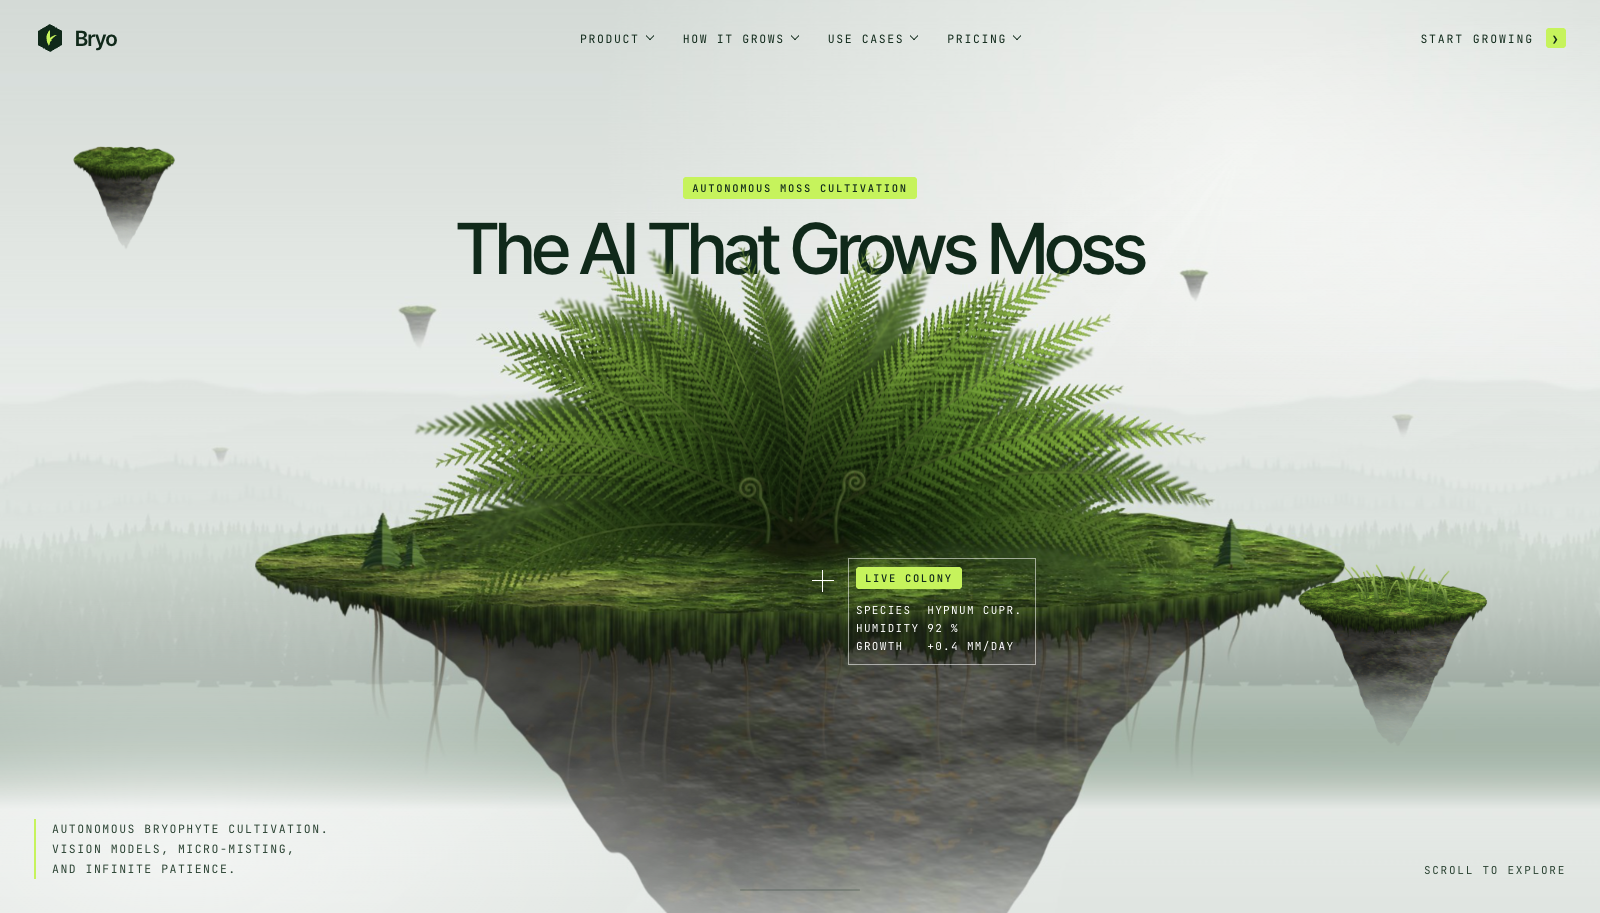 Bryo
PRODUCT
HOW IT GROWS
USE CASES
PRICING
START GROWING
AUTONOMOUS MOSS CULTIVATION
The AI That Grows Moss
LIVE COLONY
SPECIES HYPNUM CUPR.
HUMIDITY 92 %
GROWTH +0.4 MM/DAY
AUTONOMOUS BRYOPHYTE CULTIVATION.
VISION MODELS, MICRO-MISTING,
AND INFINITE PATIENCE.
SCROLL TO EXPLORE